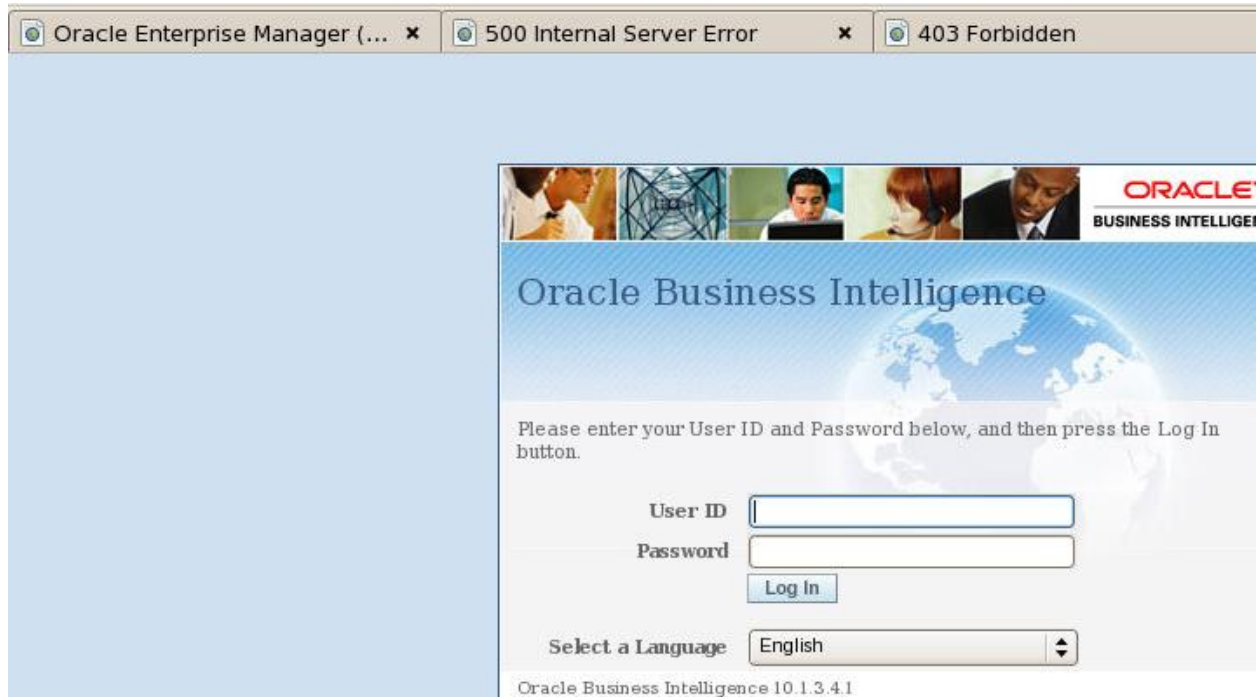 Oracle Enterprise Manager (...
500 Internal Server Error
403 Forbidden
ORACLE
BUSINESS
Oracle Business Intelligence
Please enter your User ID and Password below, and then press the Log In
button.
User ID
Password
Log In
Select a Language
English
Oracle Business Intelligence 10.1.3.4.1